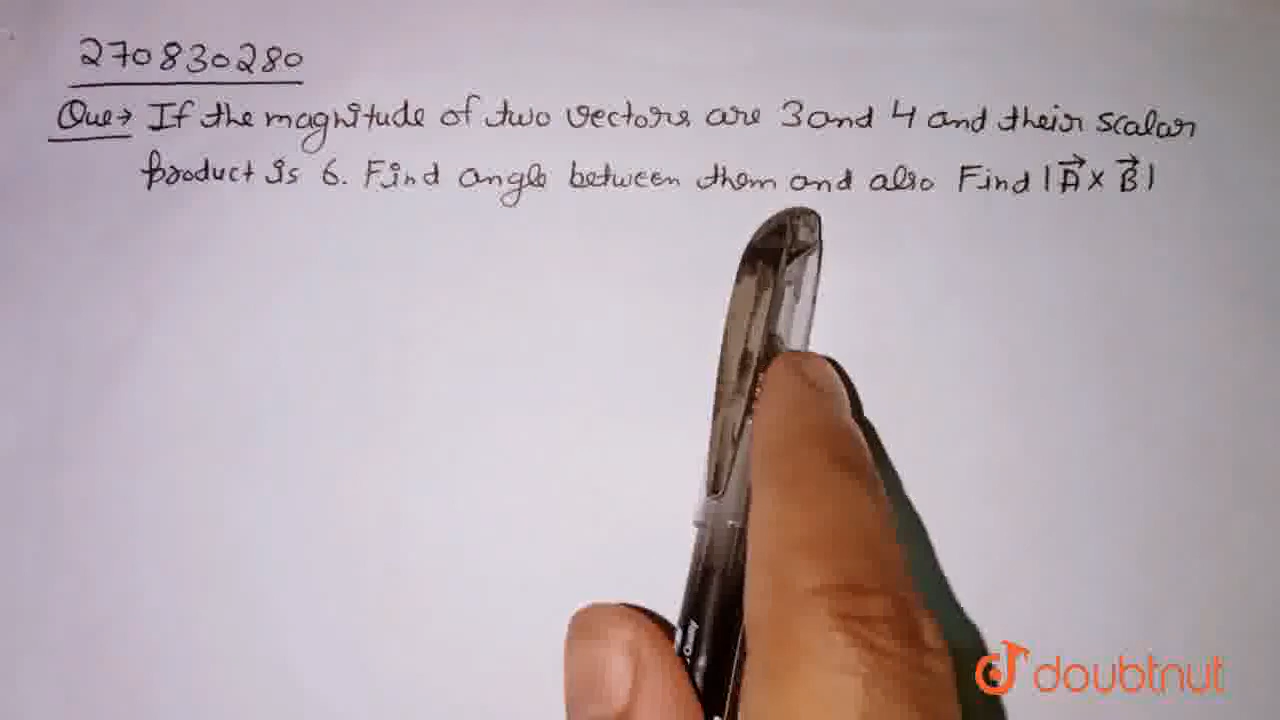 270830280
Que→ If the magnitude of two vectors are 3 and 4 and their scalar
product is 6. Find angle between them and also Find |A⃗ × B⃗|
doubtnut